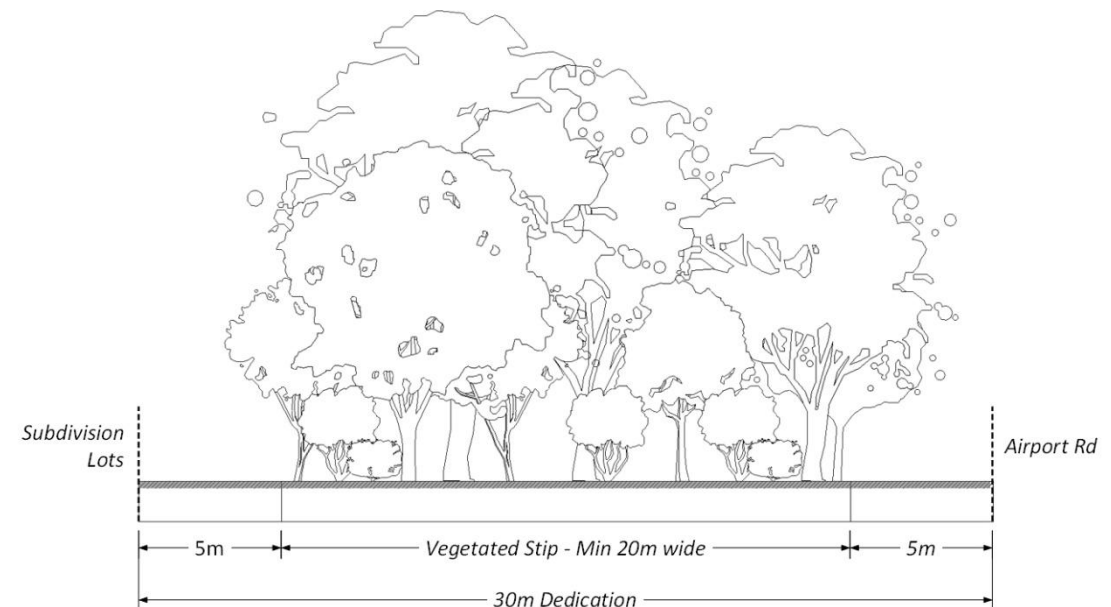 Subdivision
Lots
Airport Rd
5m
Vegetated Stip - Min 20m wide
5m
30m Dedication